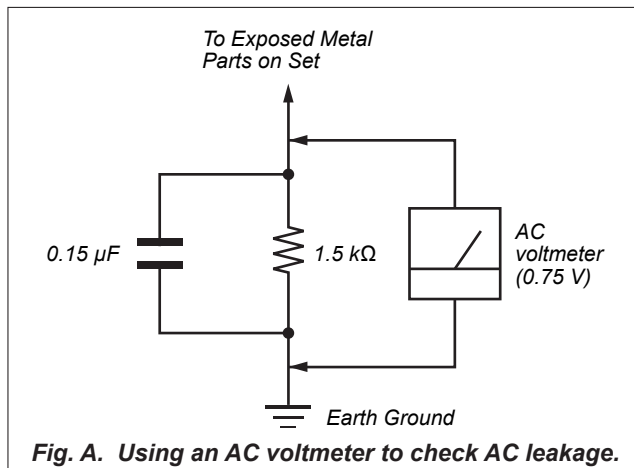 To Exposed Metal
Parts on Set
0.15 µF
1.5 kΩ
AC
voltmeter
(0.75 V)
Earth Ground
Fig. A. Using an AC voltmeter to check AC leakage.